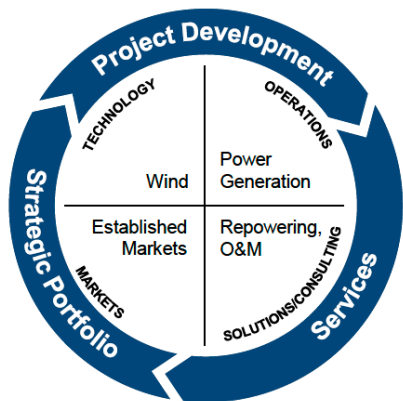 Project Development
TECHNOLOGY
OPERATIONS
Wind
Power
Generation
Established
Markets
Repowering,
O&M
MARKETS
SOLUTIONS/CONSULTING
Strategic Portfolio
Services